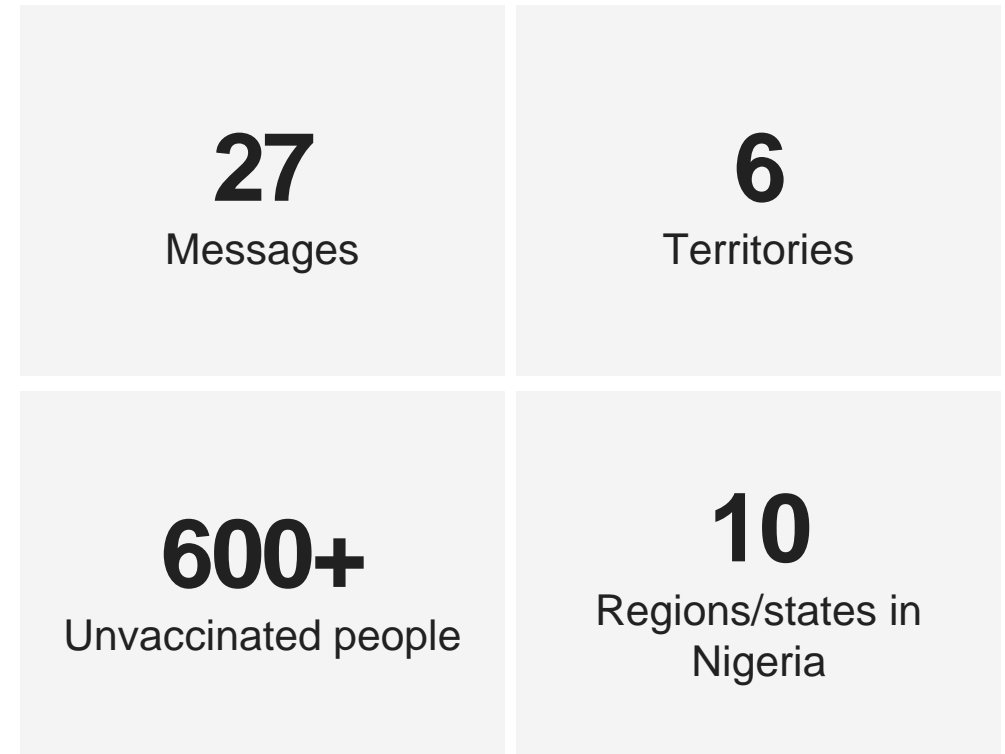 27
Messages
6
Territories
600+
Unvaccinated people
10
Regions/states in
Nigeria